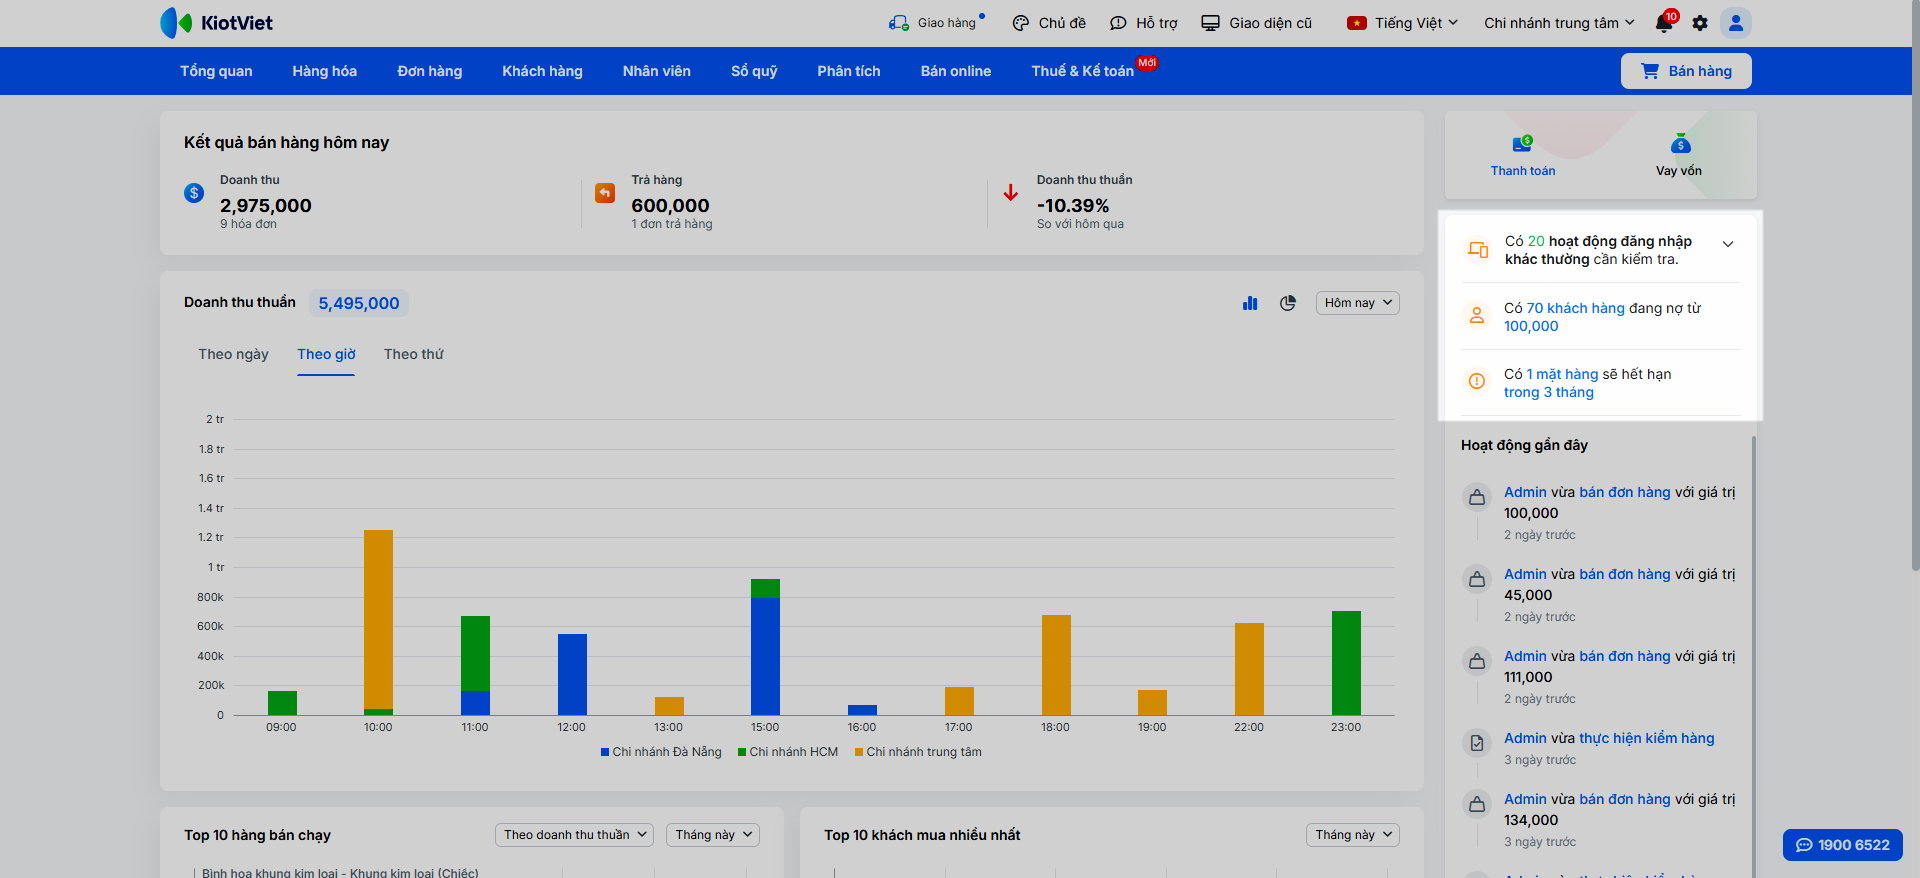 KiotViet
Giao hàng
Chủ đề
Hỗ trợ
Giao diện cũ
Tiếng Việt
Chi nhánh trung tâm
10
Tổng quan
Hàng hóa
Đơn hàng
Khách hàng
Nhân viên
Sổ quỹ
Phân tích
Bán online
Thuế & Kế toán
Mới
Bán hàng
Kết quả bán hàng hôm nay
Doanh thu
2,975,000
9 hóa đơn
Trả hàng
600,000
1 đơn trả hàng
Doanh thu thuần
-10.39%
So với hôm qua
Doanh thu thuần 5,495,000
Hôm nay
Theo ngày
Theo giờ
Theo thứ
2 tr
1.8 tr
1.6 tr
1.4 tr
1.2 tr
1 tr
800k
600k
400k
200k
0
09:00 10:00 11:00 12:00 13:00 15:00 16:00 17:00 18:00 19:00 22:00 23:00
Chi nhánh Đà Nẵng Chi nhánh HCM Chi nhánh trung tâm
Top 10 hàng bán chạy
Theo doanh thu thuần
Tháng này
Bình hoa khung kim loại - Khung kim loại (Chiếc)
Top 10 khách mua nhiều nhất
Tháng này
Thanh toán
Vay vốn
Có 20 hoạt động đăng nhập
khác thường cần kiểm tra.
Có 70 khách hàng đang nợ từ
100,000
Có 1 mặt hàng sẽ hết hạn
trong 3 tháng
Hoạt động gần đây
Admin vừa bán đơn hàng với giá trị
100,000
2 ngày trước
Admin vừa bán đơn hàng với giá trị
45,000
2 ngày trước
Admin vừa bán đơn hàng với giá trị
111,000
2 ngày trước
Admin vừa thực hiện kiểm hàng
3 ngày trước
Admin vừa bán đơn hàng với giá trị
134,000
3 ngày trước
1900 6522